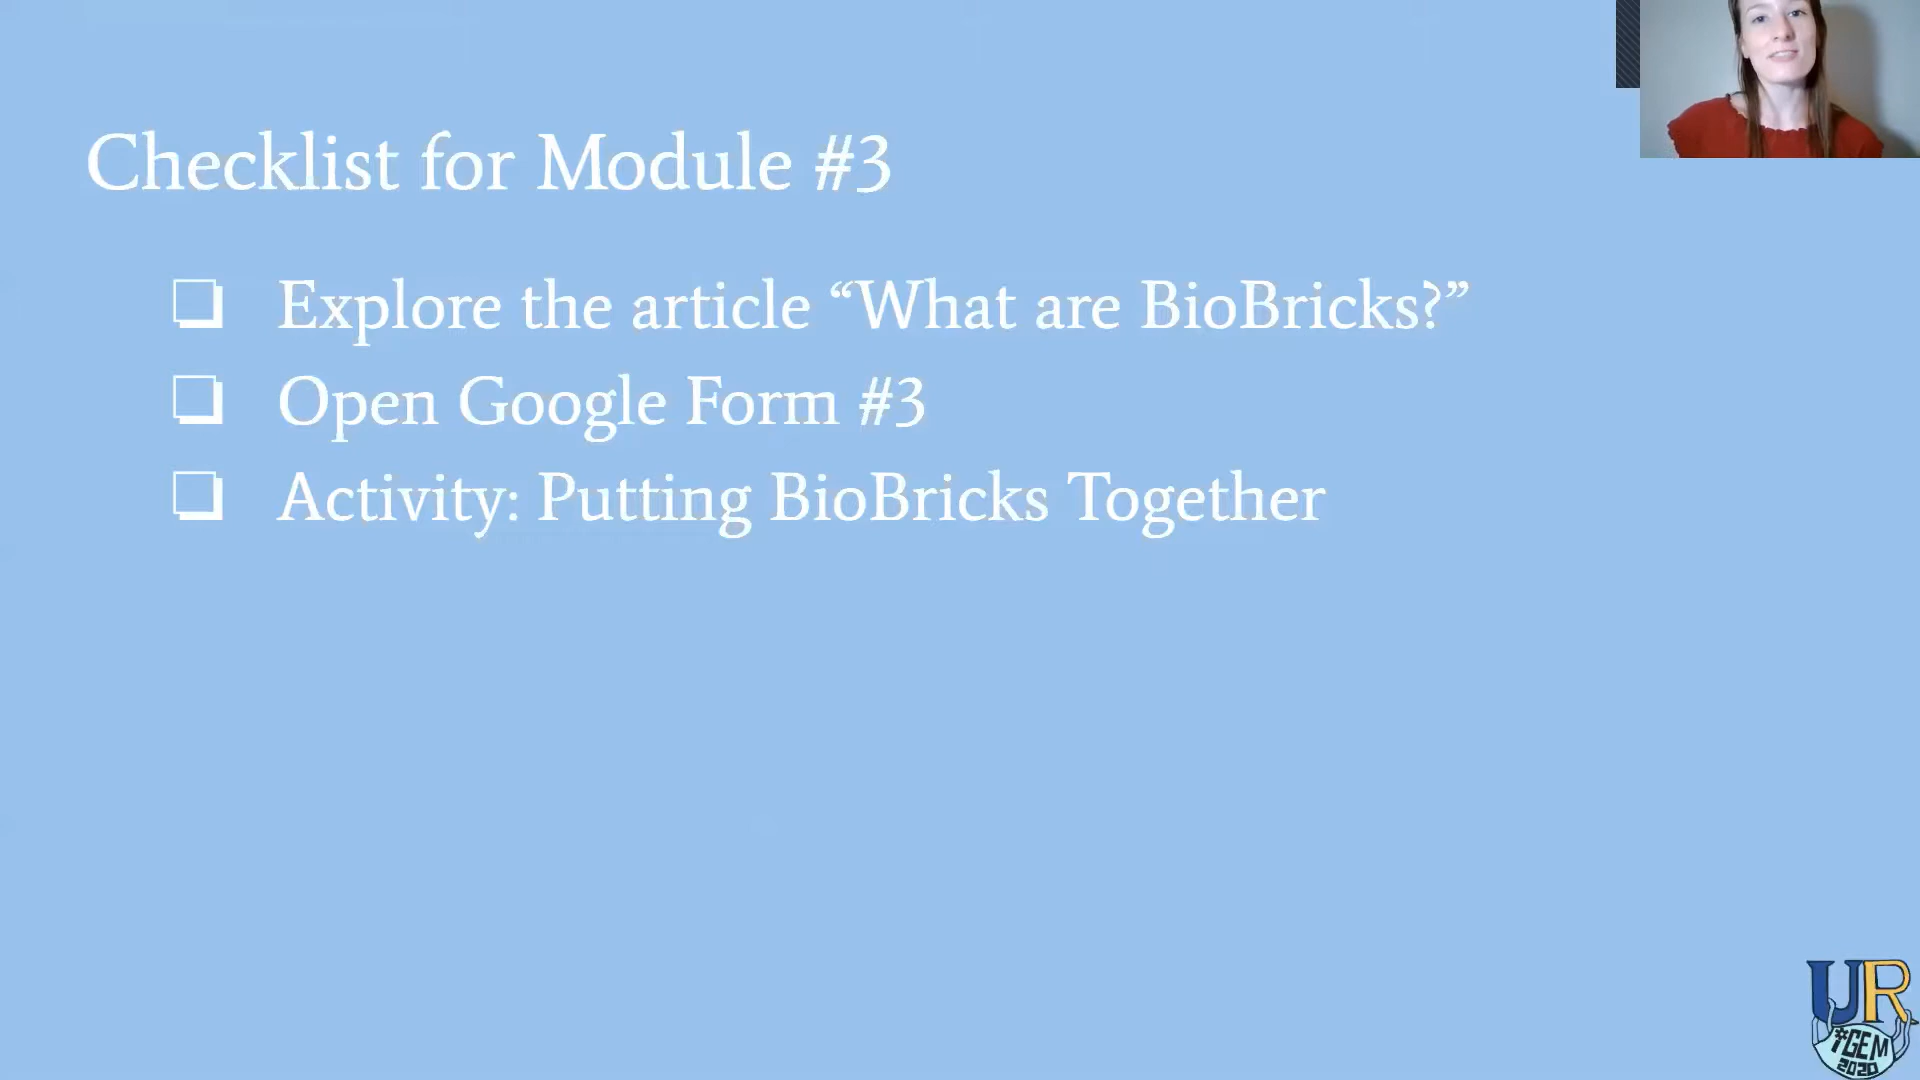 Checklist for Module #3
❏ Explore the article “What are BioBricks?”
❏ Open Google Form #3
❏ Activity: Putting BioBricks Together
UR
iGEM
2020